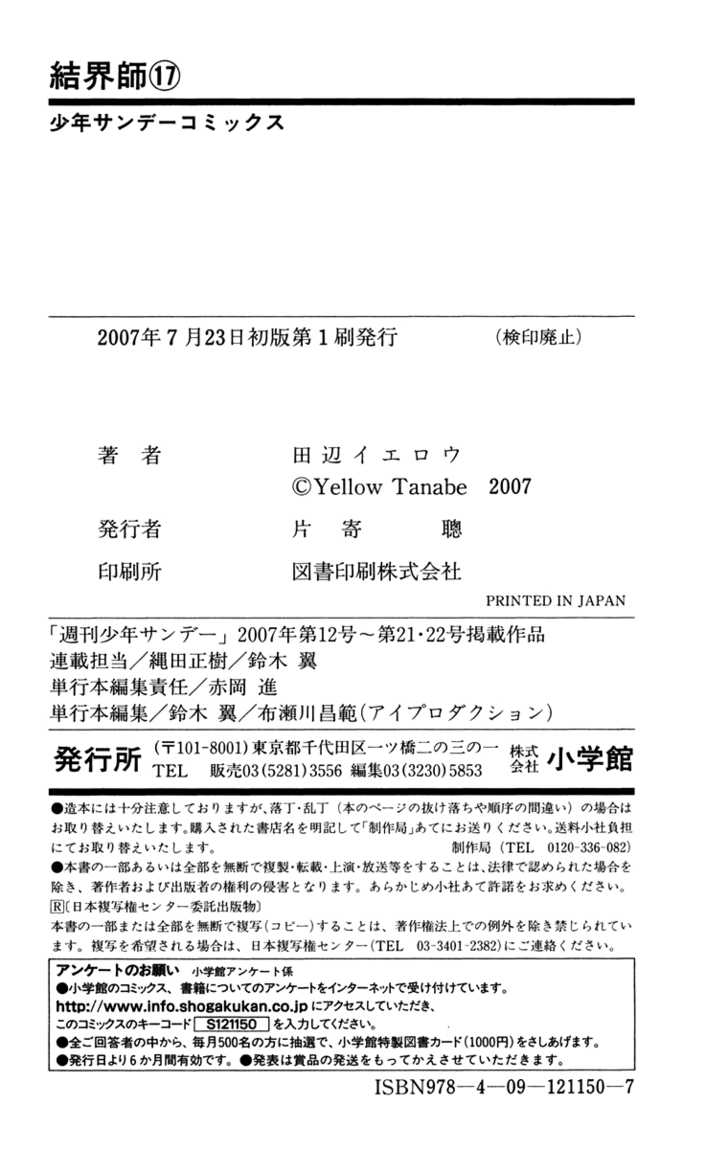 結界師⑰
少年サンデーコミックス
2007年7月23日初版第1刷発行 (検印廃止)
著者 田辺イエロウ
©Yellow Tanabe 2007
発行者 片寄 聰
印刷所 図書印刷株式会社
PRINTED IN JAPAN
「週刊少年サンデー」2007年第12号～第21・22号掲載作品
連載担当／縄田正樹／鈴木 翼
単行本編集責任／赤岡 進
単行本編集／鈴木 翼／布瀬川昌範(アイプロダクション)
発行所 (〒101-8001)東京都千代田区一ツ橋二の三の一 株式会社 小学館
TEL 販売03(5281)3556 編集03(3230)5853
●造本には十分注意しておりますが、落丁・乱丁（本のページの抜け落ちや順序の間違い）の場合は
お取り替えいたします。購入された書店名を明記して「制作局」あてにお送りください。送料小社負担
にてお取り替えいたします。 制作局（TEL 0120-336-082）
●本書の一部あるいは全部を無断で複製・転載・上演・放送等をすることは、法律で認められた場合を
除き、著作者および出版者の権利の侵害となります。あらかじめ小社あて許諾をお求めください。
R〔日本複写権センター委託出版物〕
本書の一部または全部を無断で複写（コピー）することは、著作権法上での例外を除き禁じられてい
ます。複写を希望される場合は、日本複写権センター(TEL 03-3401-2382)にご連絡ください。
アンケートのお願い 小学館アンケート係
●小学館のコミックス、書籍についてのアンケートをインターネットで受け付けています。
http://www.info.shogakukan.co.jp にアクセスしていただき、
このコミックスのキーコード S121150 を入力してください。
●全ご回答者の中から、毎月500名の方に抽選で、小学館特製図書カード(1000円)をさしあげます。
●発行日より6か月間有効です。●発表は賞品の発送をもってかえさせていただきます。
ISBN978—4—09—121150—7